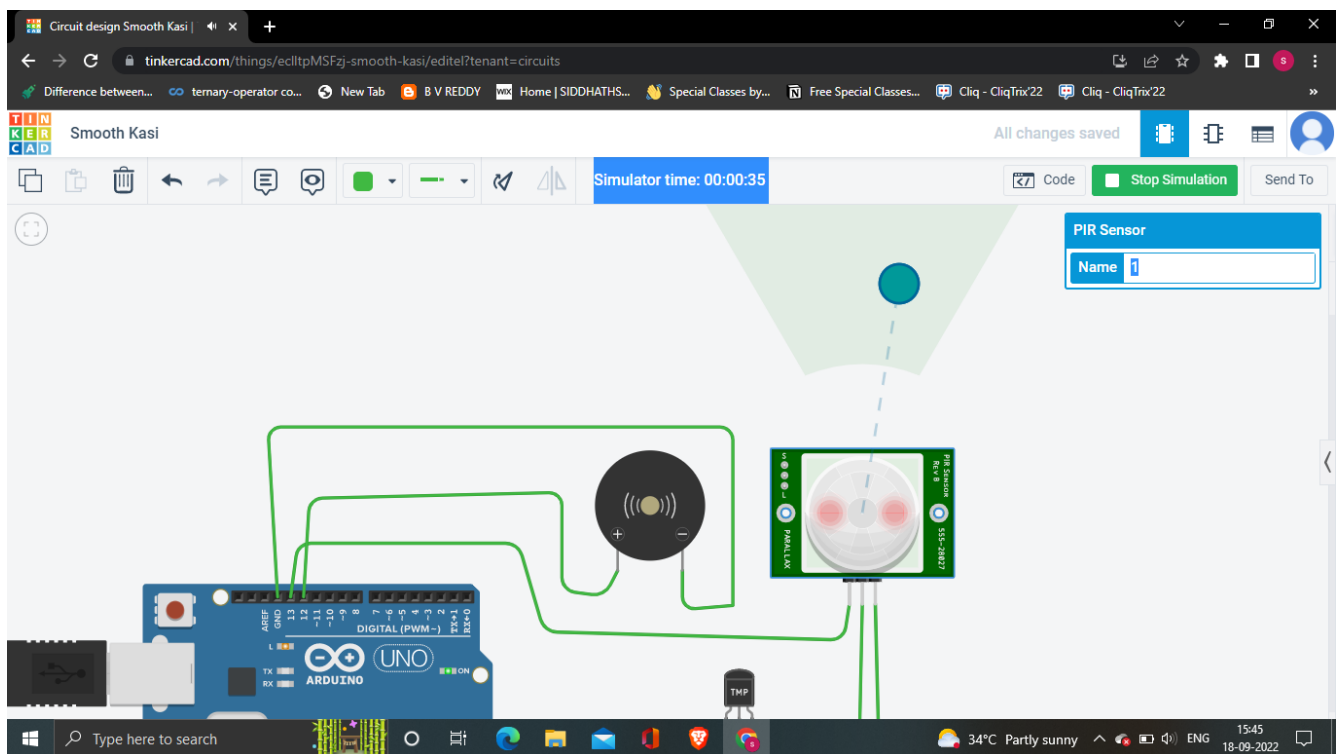 Circuit design Smooth Kasi |
tinkercad.com/things/eclltpMSFzj-smooth-kasi/editel?tenant=circuits
Difference between... ternary-operator co... New Tab B V REDDY WIX Home | SIDDHATHS... Special Classes by... Free Special Classes... Cliq - CliqTrix'22 Cliq - CliqTrix'22 »
TIN
KER
CAD
Smooth Kasi
All changes saved
Simulator time: 00:00:35
Code
Stop Simulation
Send To
PIR Sensor
Name 1
S
L
PARALLAX
PIR SENSOR
REV B
555-28027
AREF
GND
13
12
~11
~10
~9
8
7
~6
~5
4
~3
2
TX→1
RX←0
DIGITAL (PWM~)
L
TX
RX
ARDUINO
UNO
ON
TMP
Type here to search
34°C Partly sunny
ENG
15:45
18-09-2022